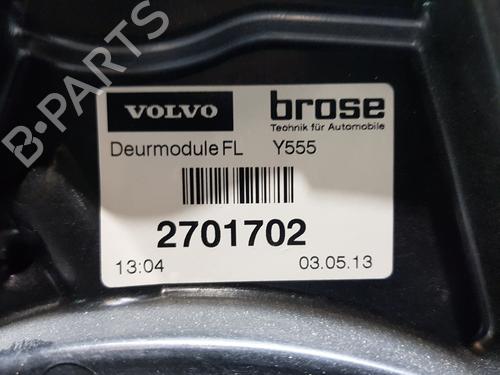 B-PARTS
VOLVO brose
Technik für Automobile
Deurmodule FL Y555
2701702
13:04 03.05.13